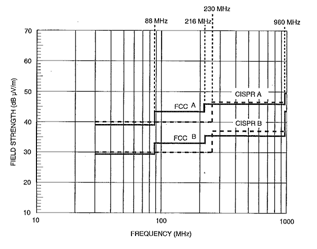 230 MHz
88 MHz
216 MHz
960 MHz
70
60
50
40
30
20
10
FIELD STRENGTH (dB µV/m)
CISPR A
FCC A
CISPR B
FCC B
10
100
1000
FREQUENCY (MHz)